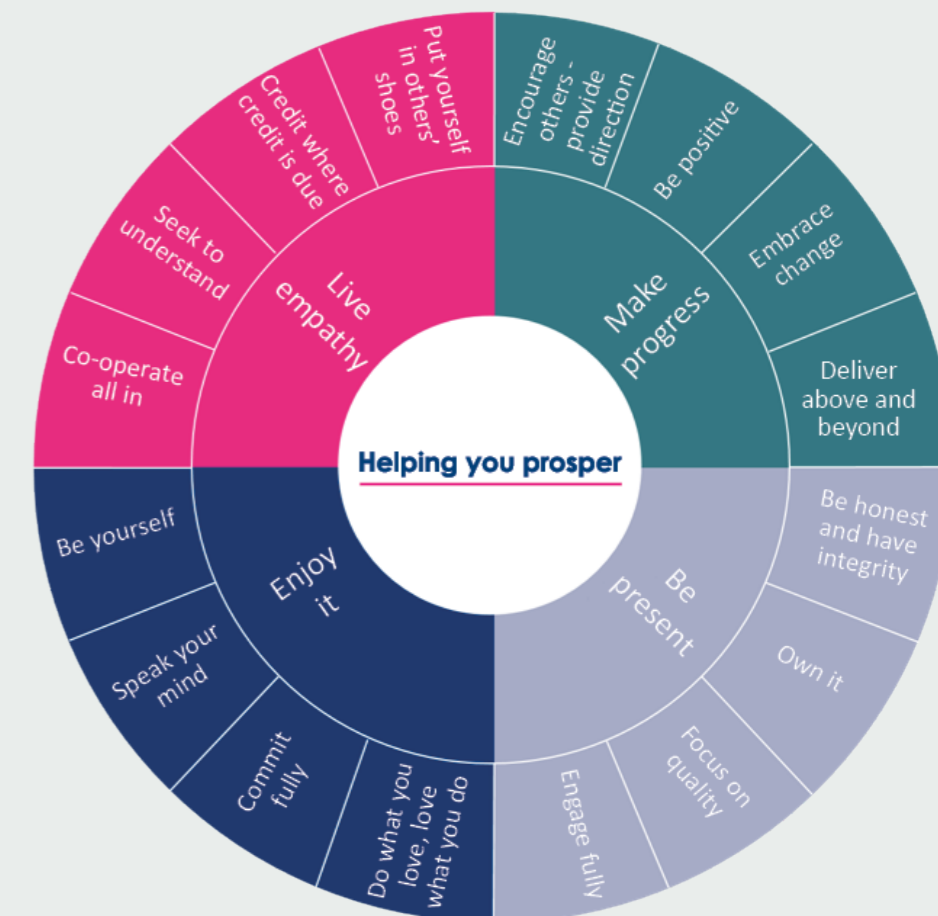 Helping you prosper
Make
progress
Encourage
others -
provide
direction
Be positive
Embrace
change
Deliver
above and
beyond
Be
present
Be honest
and have
integrity
Own it
Focus on
quality
Engage fully
Enjoy
it
Do what you
love, love
what you do
Commit
fully
Speak your
mind
Be yourself
Live
empathy
Co-operate
all in
Seek to
understand
Credit where
credit is due
Put yourself
in others’
shoes